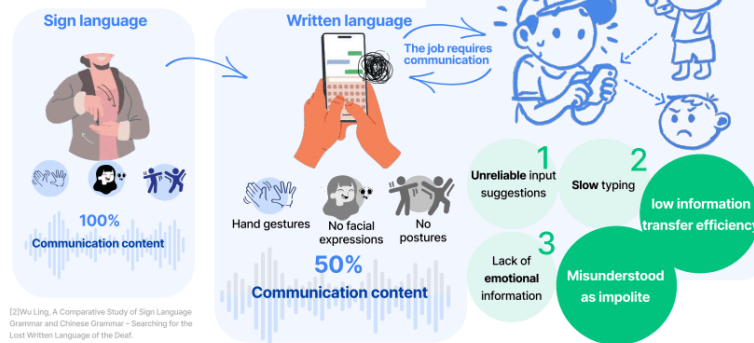 Sign language
100%
Communication content
[2]Wu Ling, A Comparative Study of Sign Language
Grammar and Chinese Grammar – Searching for the
Lost Written Language of the Deaf.
Written language
The job requires
communication
Hand gestures
No facial
expressions
No
postures
50%
Communication content
1
Unreliable input
suggestions
2
Slow typing
3
Lack of
emotional
information
low information
transfer efficiency
Misunderstood
as impolite